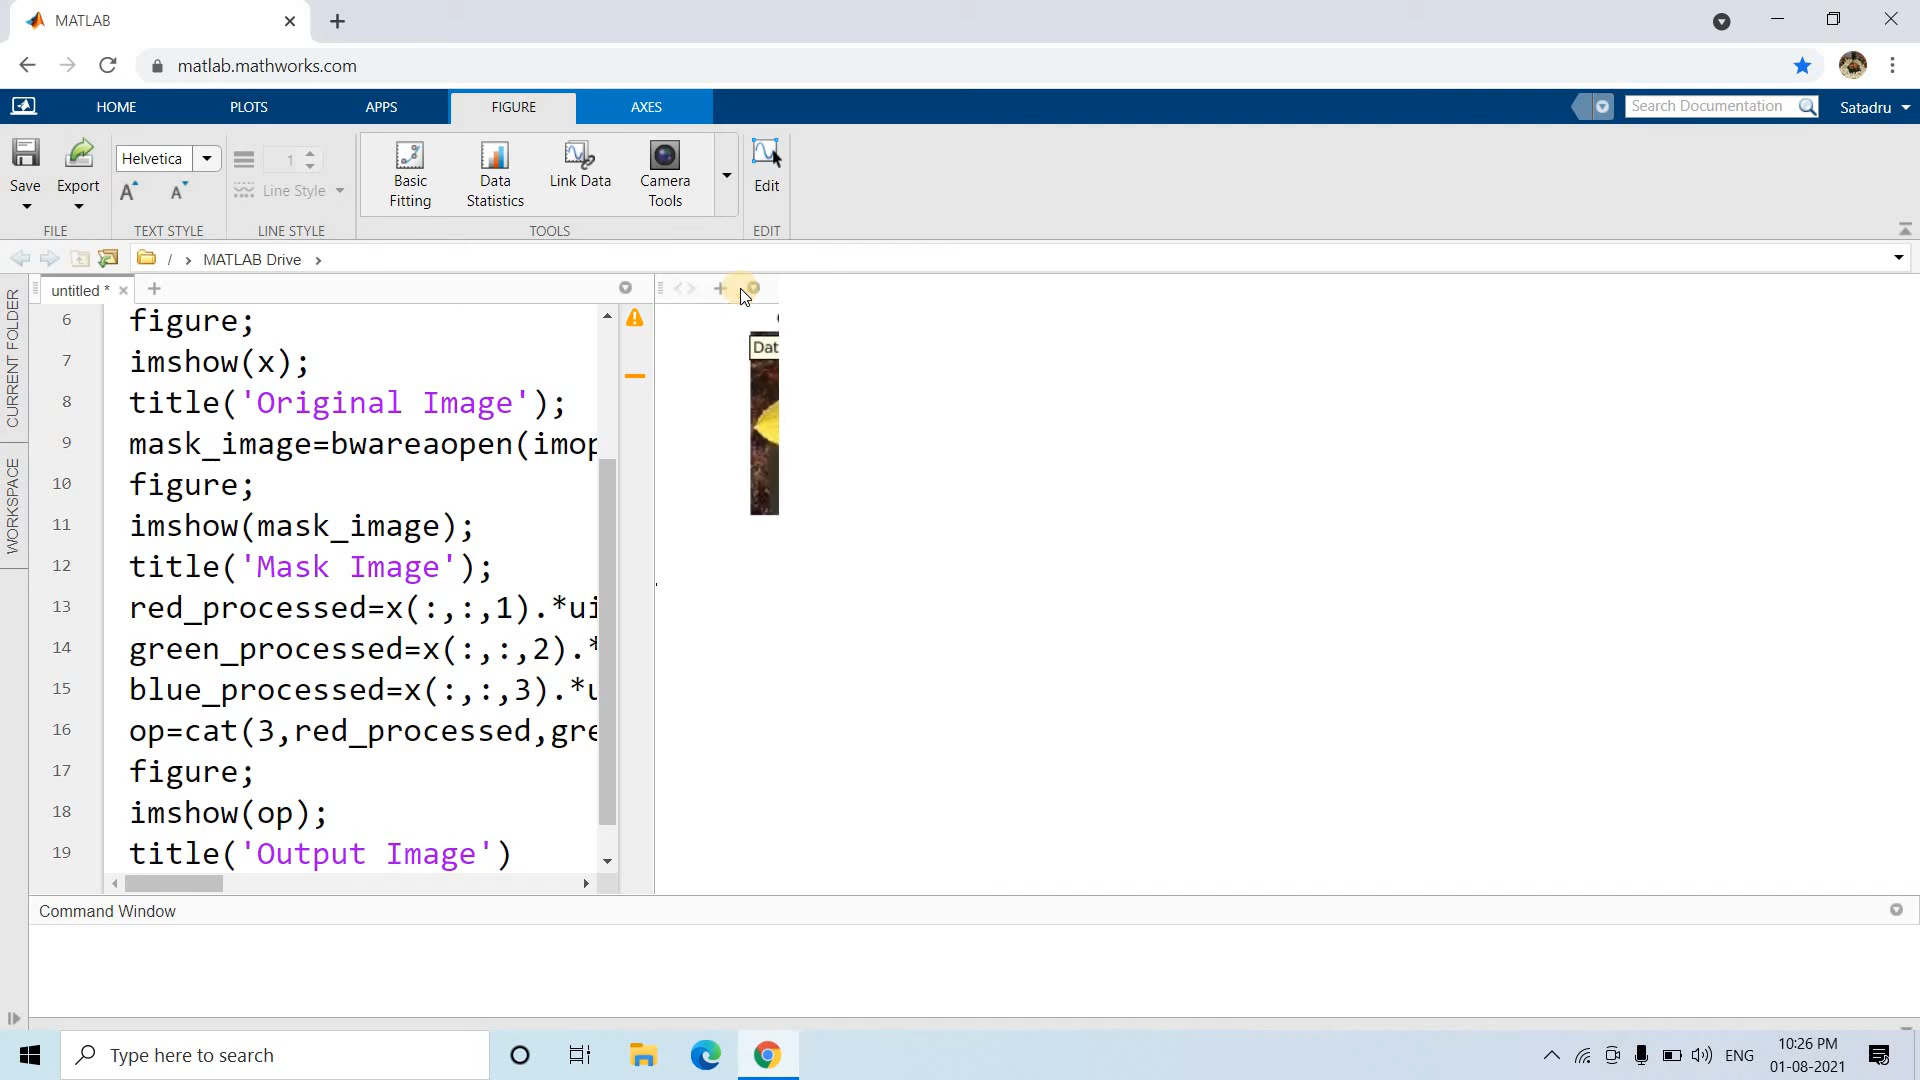 MATLAB
matlab.mathworks.com
HOME
PLOTS
APPS
FIGURE
AXES
Search Documentation
Satadru
Save
Export
Helvetica
A
A
1
Line Style
Basic
Fitting
Data
Statistics
Link Data
Camera
Tools
Edit
FILE
TEXT STYLE
LINE STYLE
TOOLS
EDIT
/ › MATLAB Drive ›
CURRENT FOLDER
WORKSPACE
untitled *
6 figure;
7 imshow(x);
8 title('Original Image');
9 mask_image=bwareaopen(imop
10 figure;
11 imshow(mask_image);
12 title('Mask Image');
13 red_processed=x(:,:,1).*ui
14 green_processed=x(:,:,2).*
15 blue_processed=x(:,:,3).*u
16 op=cat(3,red_processed,gre
17 figure;
18 imshow(op);
19 title('Output Image')
Dat
Command Window
Type here to search
ENG
10:26 PM
01-08-2021